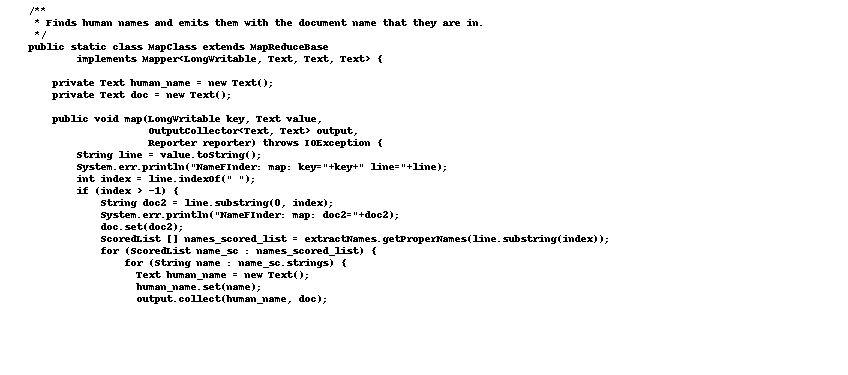 /**
 * Finds human names and emits them with the document name that they are in.
 */
public static class MapClass extends MapReduceBase
        implements Mapper<LongWritable, Text, Text, Text> {

    private Text human_name = new Text();
    private Text doc = new Text();

    public void map(LongWritable key, Text value,
                    OutputCollector<Text, Text> output,
                    Reporter reporter) throws IOException {
        String line = value.toString();
        System.err.println("NameFInder: map: key="+key+" line="+line);
        int index = line.indexOf(" ");
        if (index > -1) {
            String doc2 = line.substring(0, index);
            System.err.println("NameFInder: map: doc2="+doc2);
            doc.set(doc2);
            ScoredList [] names_scored_list = extractNames.getProperNames(line.substring(index));
            for (ScoredList name_sc : names_scored_list) {
                for (String name : name_sc.strings) {
                  Text human_name = new Text();
                  human_name.set(name);
                  output.collect(human_name, doc);